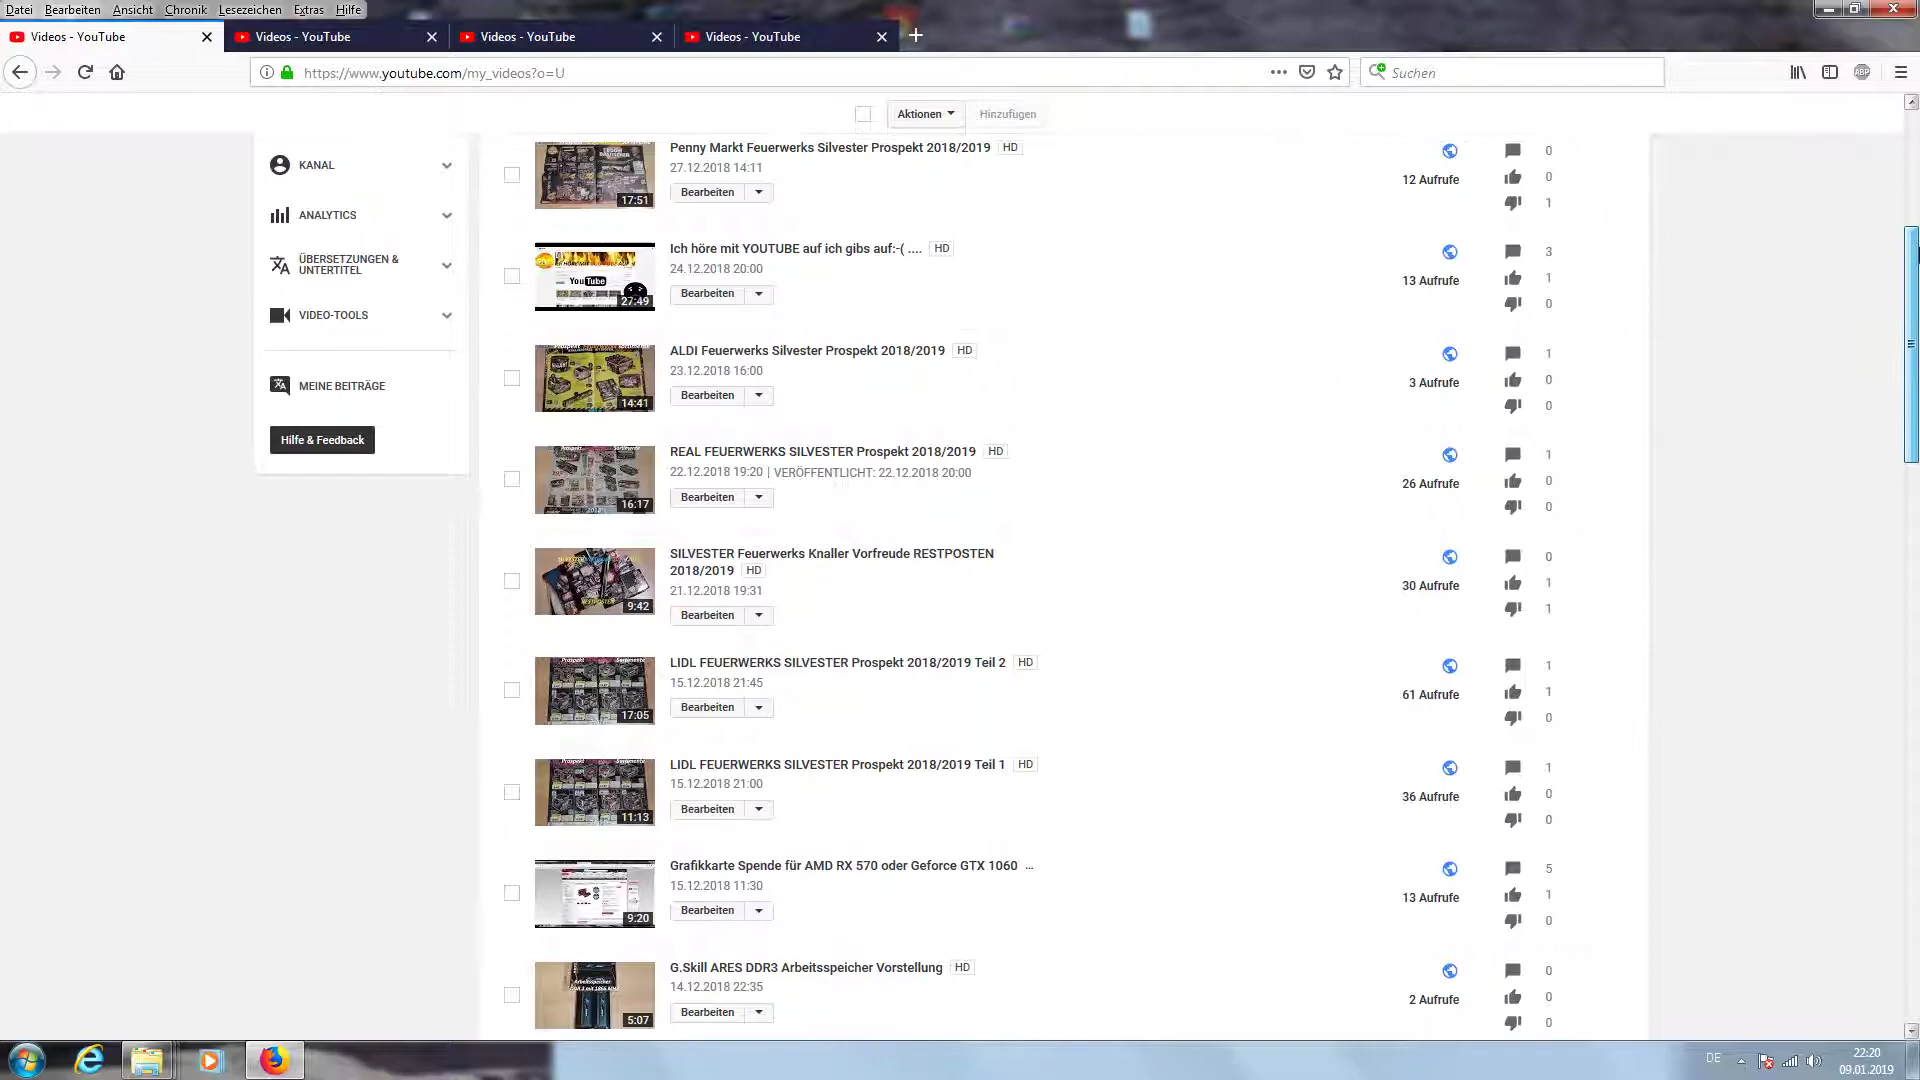 Datei Bearbeiten Ansicht Chronik Lesezeichen Extras Hilfe
Videos - YouTube Videos - YouTube Videos - YouTube Videos - YouTube
https://www.youtube.com/my_videos?o=U ABP
Suchen
Aktionen Hinzufügen
KANAL
ANALYTICS
ÜBERSETZUNGEN &
UNTERTITEL
VIDEO-TOOLS
MEINE BEITRÄGE
Hilfe & Feedback
Penny Markt Feuerwerks Silvester Prospekt 2018/2019 HD
27.12.2018 14:11
Bearbeiten
17:51
12 Aufrufe
0
0
1
Ich höre mit YOUTUBE auf ich gibs auf:-( .... HD
24.12.2018 20:00
Bearbeiten
YouTube
27:49
13 Aufrufe
3
1
0
ALDI Feuerwerks Silvester Prospekt 2018/2019 HD
23.12.2018 16:00
Bearbeiten
14:41
3 Aufrufe
1
0
0
REAL FEUERWERKS SILVESTER Prospekt 2018/2019 HD
22.12.2018 19:20 | VERÖFFENTLICHT: 22.12.2018 20:00
Bearbeiten
16:17
26 Aufrufe
1
0
0
SILVESTER Feuerwerks Knaller Vorfreude RESTPOSTEN
2018/2019 HD
21.12.2018 19:31
Bearbeiten
9:42
30 Aufrufe
0
1
1
LIDL FEUERWERKS SILVESTER Prospekt 2018/2019 Teil 2 HD
15.12.2018 21:45
Bearbeiten
17:05
61 Aufrufe
1
1
0
LIDL FEUERWERKS SILVESTER Prospekt 2018/2019 Teil 1 HD
15.12.2018 21:00
Bearbeiten
11:13
36 Aufrufe
1
0
0
Grafikkarte Spende für AMD RX 570 oder Geforce GTX 1060 ...
15.12.2018 11:30
Bearbeiten
9:20
13 Aufrufe
5
1
0
G.Skill ARES DDR3 Arbeitsspeicher Vorstellung HD
14.12.2018 22:35
Bearbeiten
Arbeitsspeicher
5:07
2 Aufrufe
0
0
0
DE
22:20
09.01.2019